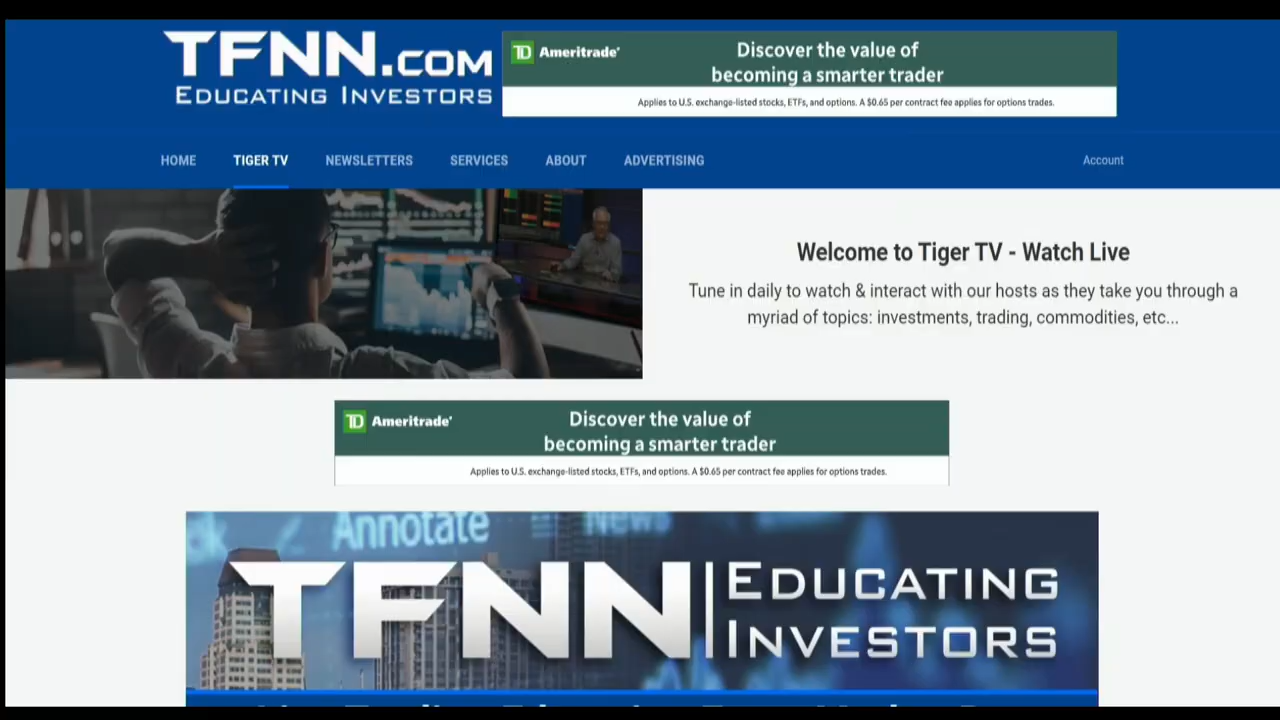 TFNN.COM
EDUCATING INVESTORS
TD Ameritrade
Discover the value of
becoming a smarter trader
Applies to U.S. exchange-listed stocks, ETFs, and options. A $0.65 per contract fee applies for options trades.
HOME TIGER TV NEWSLETTERS SERVICES ABOUT ADVERTISING Account
Welcome to Tiger TV - Watch Live
Tune in daily to watch & interact with our hosts as they take you through a
myriad of topics: investments, trading, commodities, etc...
TD Ameritrade
Discover the value of
becoming a smarter trader
Applies to U.S. exchange-listed stocks, ETFs, and options. A $0.65 per contract fee applies for options trades.
Annotate News
TFNN EDUCATING
INVESTORS